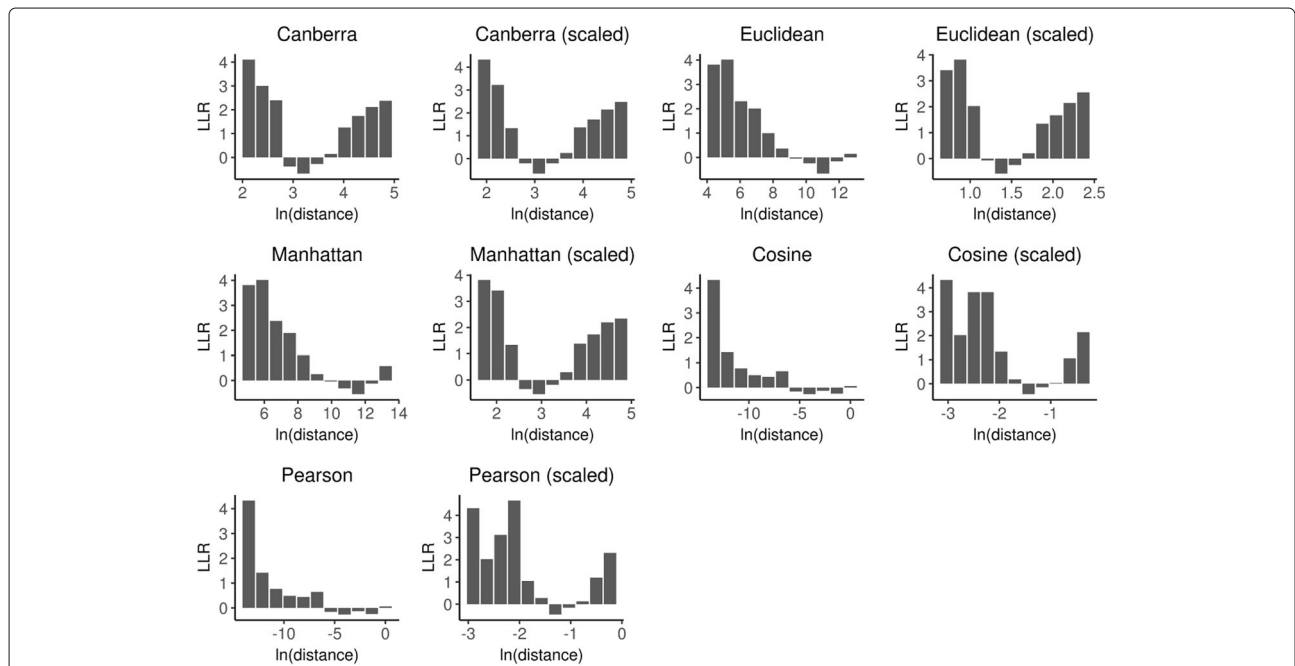 Canberra
Canberra (scaled)
Euclidean
Euclidean (scaled)
LLR
4
3
2
1
0
2
3
4
5
ln(distance)
LLR
4
3
2
1
0
2
3
4
5
ln(distance)
LLR
4
3
2
1
0
4
6
8
10
12
ln(distance)
LLR
4
3
2
1
0
1.0
1.5
2.0
2.5
ln(distance)
Manhattan
Manhattan (scaled)
Cosine
Cosine (scaled)
LLR
4
3
2
1
0
6
8
10
12
14
ln(distance)
LLR
4
3
2
1
0
2
3
4
5
ln(distance)
LLR
4
3
2
1
0
-10
-5
0
ln(distance)
LLR
4
3
2
1
0
-3
-2
-1
ln(distance)
Pearson
Pearson (scaled)
LLR
4
3
2
1
0
-10
-5
0
ln(distance)
LLR
4
3
2
1
0
-3
-2
-1
0
ln(distance)